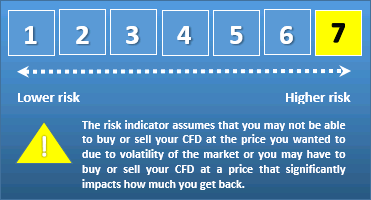 1 2 3 4 5 6 7
Lower risk Higher risk
!
The risk indicator assumes that you may not be able
to buy or sell your CFD at the price you wanted to
due to volatility of the market or you may have to
buy or sell your CFD at a price that significantly
impacts how much you get back.